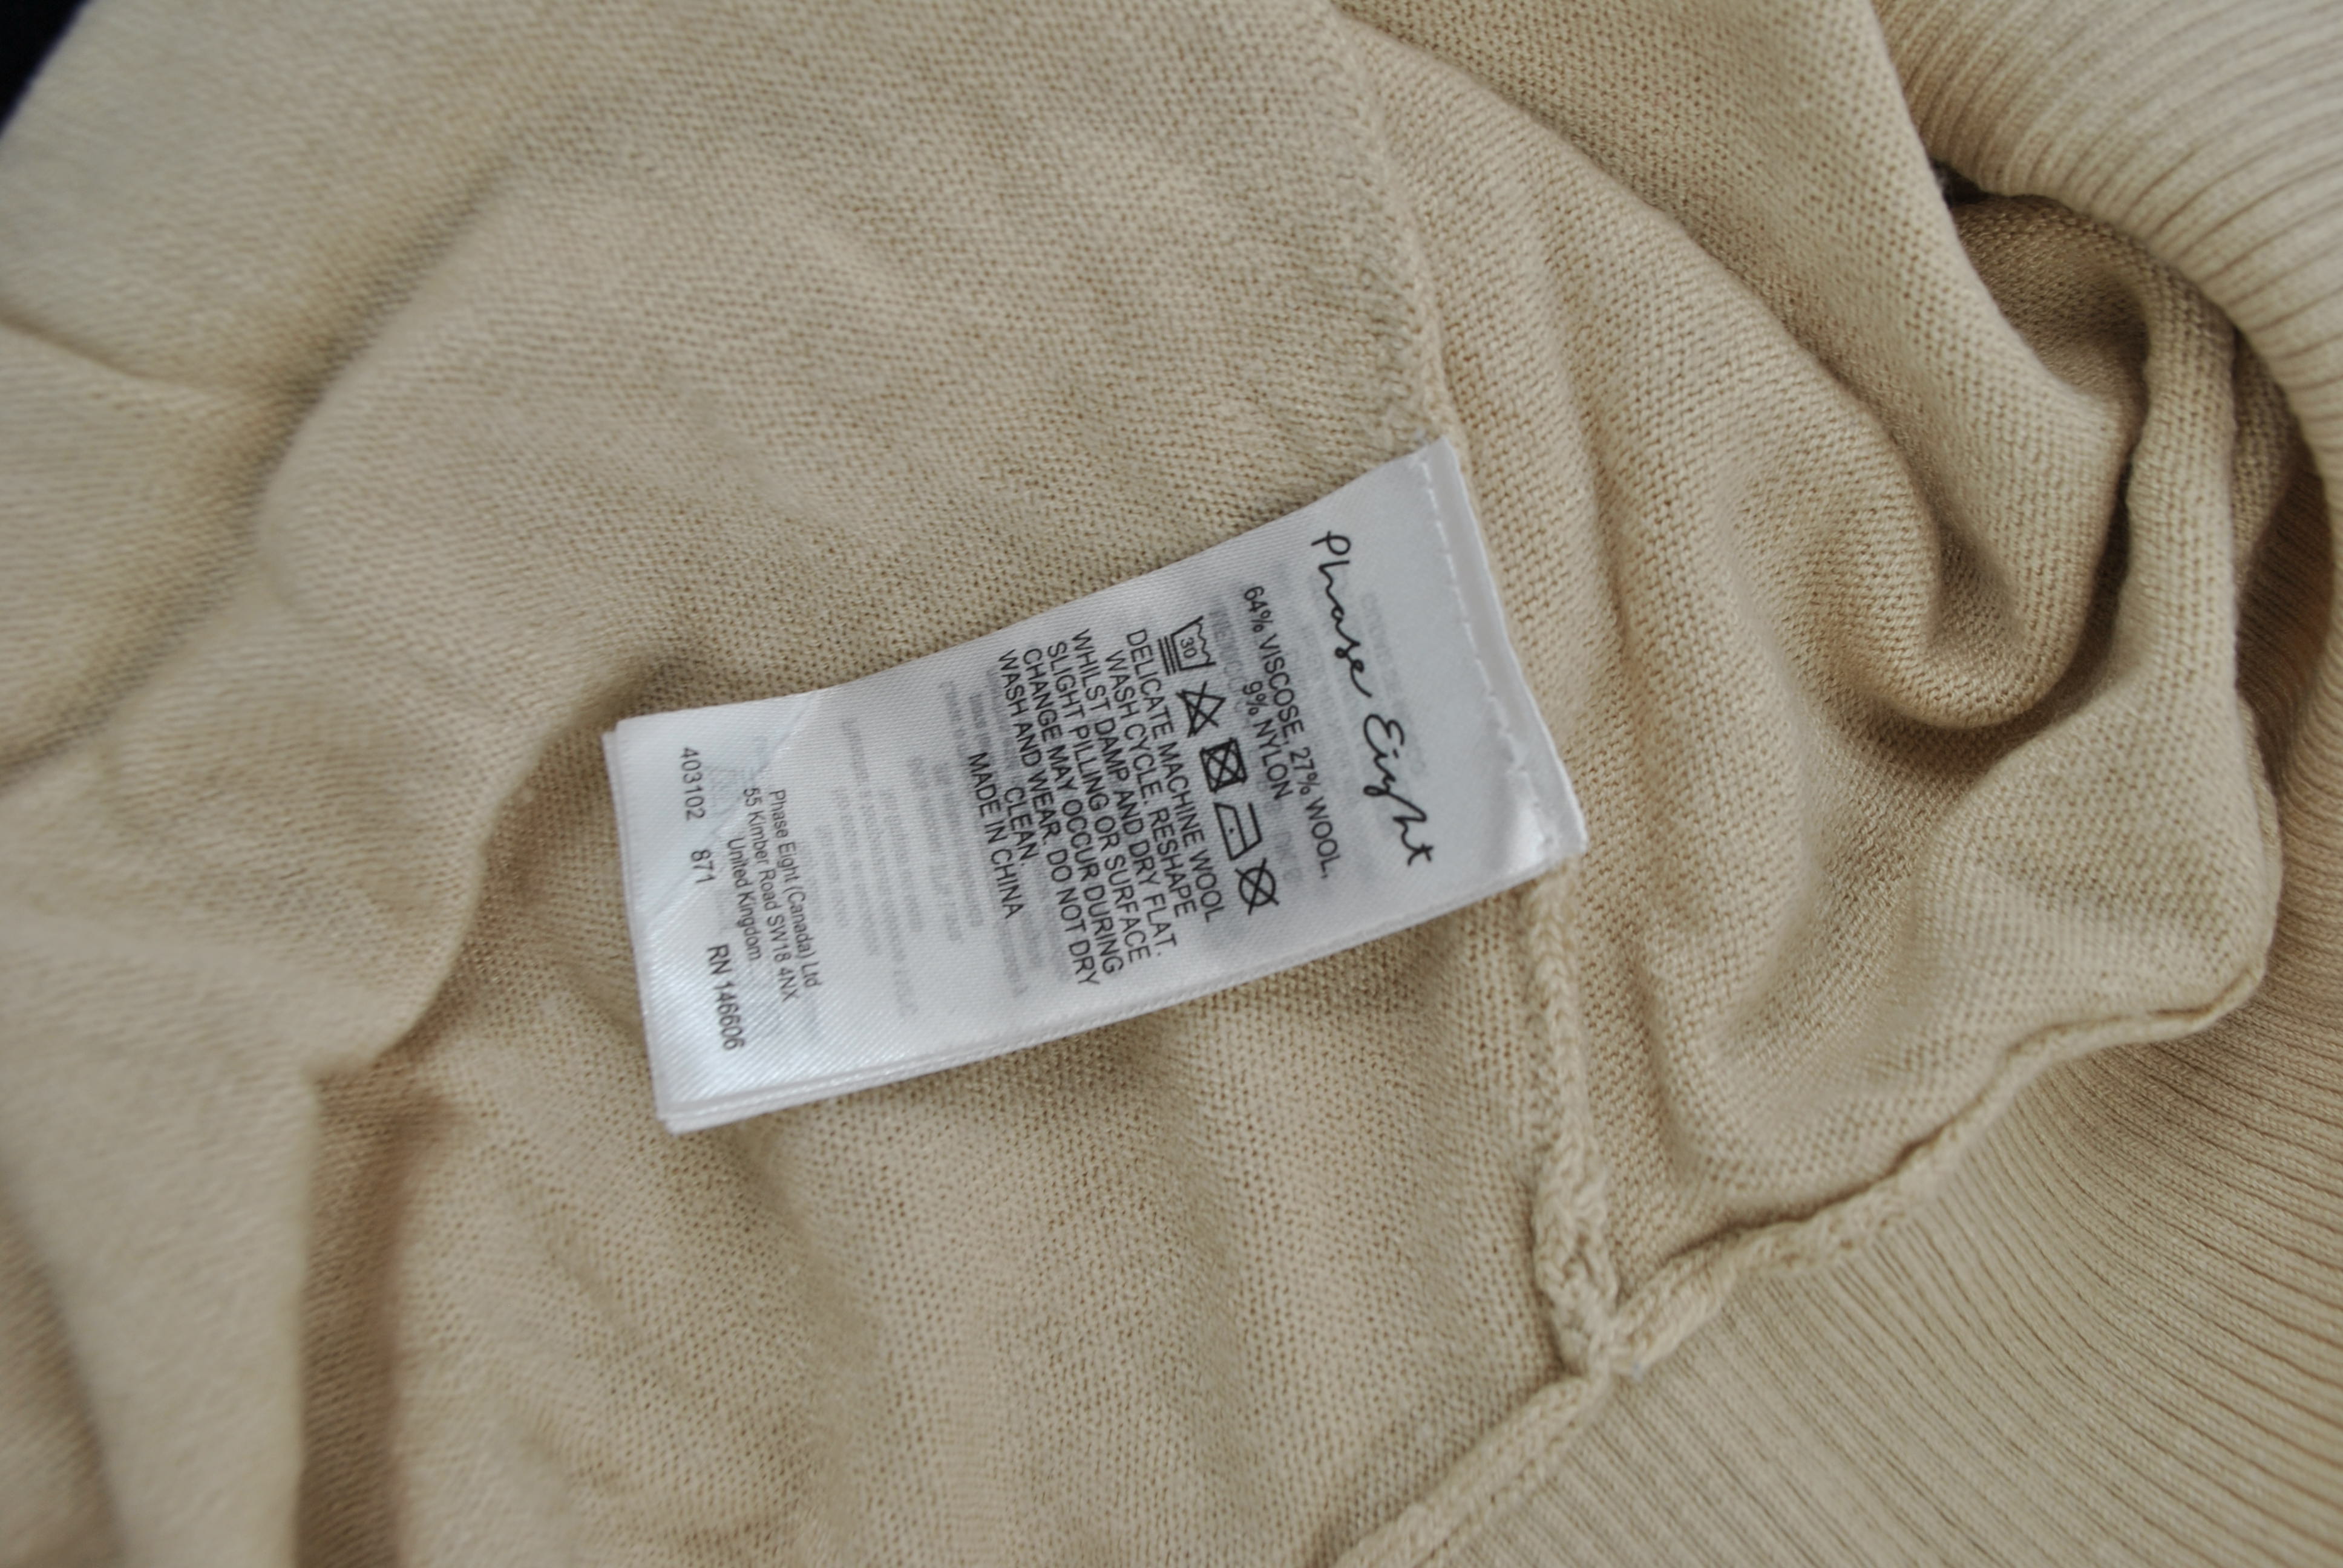 Phase Eight
64% VISCOSE, 27% WOOL,
9% NYLON
30
DELICATE MACHINE WOOL
WASH CYCLE. RESHAPE
WHILST DAMP AND DRY FLAT.
SLIGHT PILLING OR SURFACE
CHANGE MAY OCCUR DURING
WASH AND WEAR. DO NOT DRY
CLEAN.
MADE IN CHINA
Phase Eight (Canada) Ltd
55 Kimber Road SW18 4NX
United Kingdom
403102 871 RN 146606